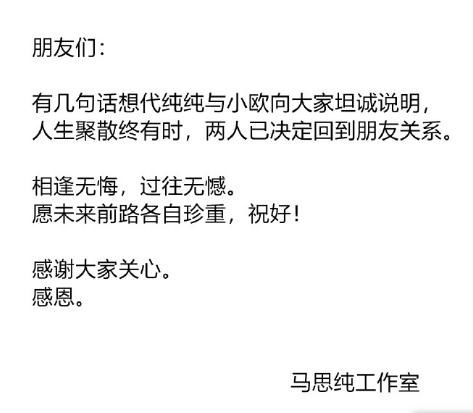 朋友们：
有几句话想代纯纯与小欧向大家坦诚说明，
人生聚散终有时，两人已决定回到朋友关系。
相逢无悔，过往无憾。
愿未来前路各自珍重，祝好！
感谢大家关心。
感恩。
马思纯工作室